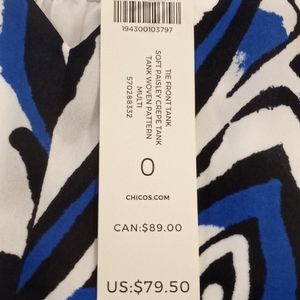 194300103797
TIE FRONT TANK
SOFT PAISLEY CREPE TANK
TANK WOVEN PATTERN
MULTI
570288332
0
CHICOS.COM
CAN:$89.00
US:$79.50